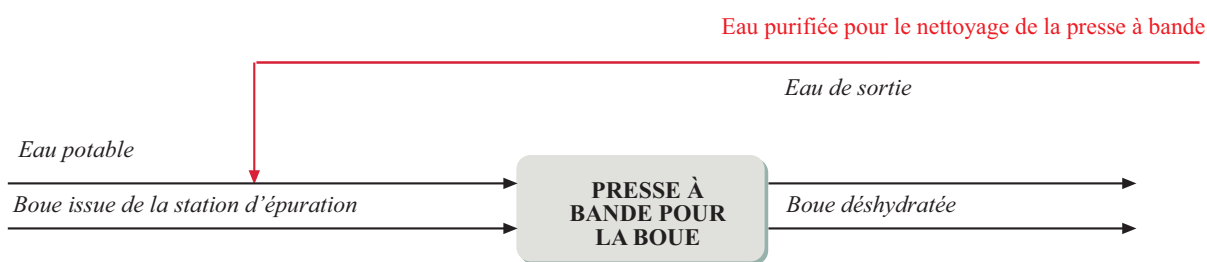 Eau purifiée pour le nettoyage de la presse à bande
Eau de sortie
Eau potable
Boue issue de la station d’épuration
PRESSE À
BANDE POUR
LA BOUE
Boue déshydratée